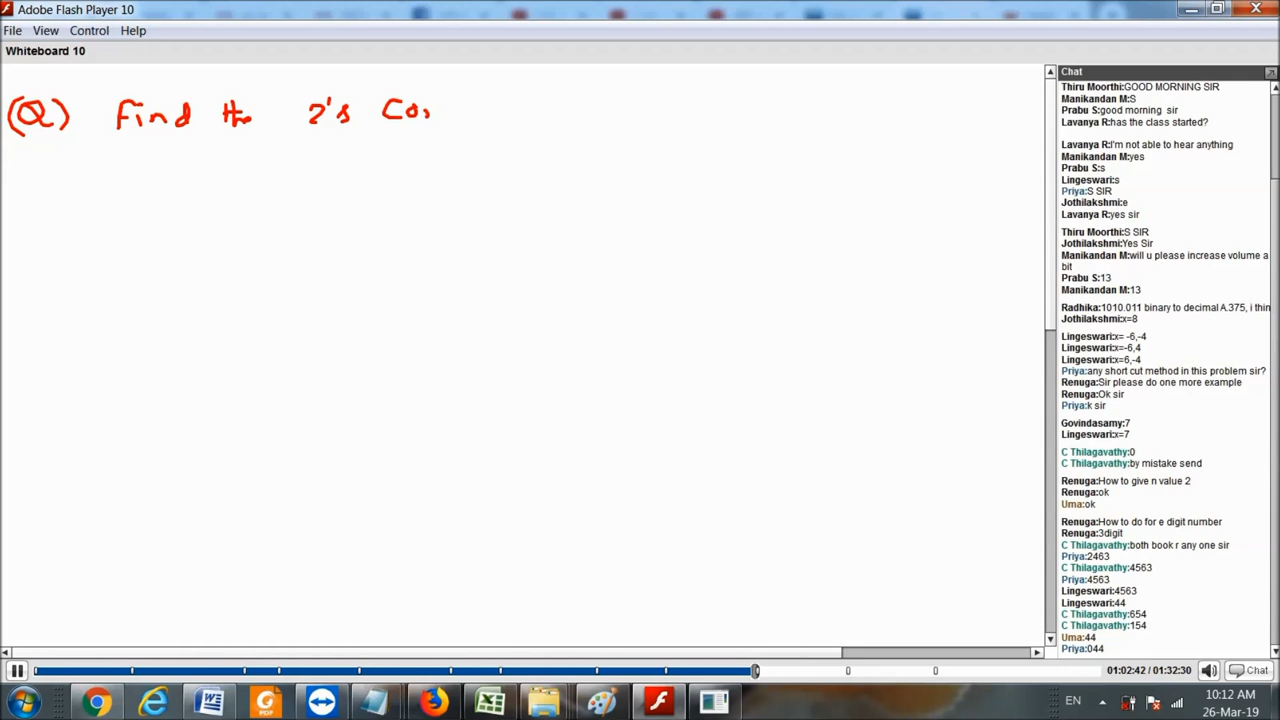 Adobe Flash Player 10
File View Control Help
Whiteboard 10
(Q) Find the 2's Co
Chat
Thiru Moorthi:GOOD MORNING SIR
Manikandan M:S
Prabu S:good morning sir
Lavanya R:has the class started?
Lavanya R:I'm not able to hear anything
Manikandan M:yes
Prabu S:s
Lingeswari:s
Priya:S SIR
Jothilakshmi:e
Lavanya R:yes sir
Thiru Moorthi:S SIR
Jothilakshmi:Yes Sir
Manikandan M:will u please increase volume a
bit
Prabu S:13
Manikandan M:13
Radhika:1010.011 binary to decimal A.375, i thin
Jothilakshmi:x=8
Lingeswari:x= -6,-4
Lingeswari:x=-6,4
Lingeswari:x=6,-4
Priya:any short cut method in this problem sir?
Renuga:Sir please do one more example
Renuga:Ok sir
Priya:k sir
Govindasamy:7
Lingeswari:x=7
C Thilagavathy:0
C Thilagavathy:by mistake send
Renuga:How to give n value 2
Renuga:ok
Uma:ok
Renuga:How to do for e digit number
Renuga:3digit
C Thilagavathy:both book r any one sir
Priya:2463
C Thilagavathy:4563
Priya:4563
Lingeswari:4563
Lingeswari:44
C Thilagavathy:654
C Thilagavathy:154
Uma:44
Priya:044
01:02:42 / 01:32:30 Chat
EN 10:12 AM
26-Mar-19